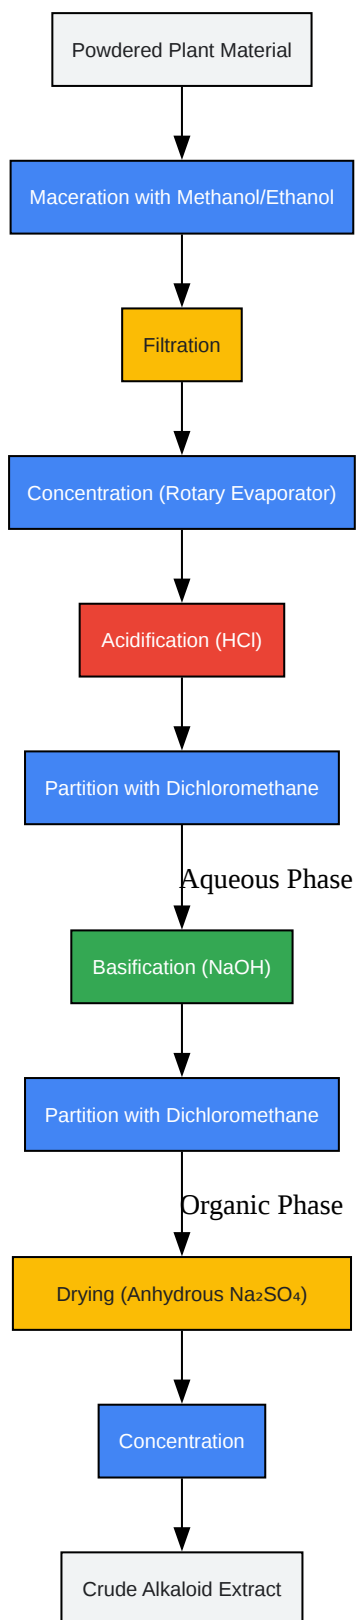 Powdered Plant Material
Maceration with Methanol/Ethanol
Filtration
Concentration (Rotary Evaporator)
Acidification (HCl)
Partition with Dichloromethane
Aqueous Phase
Basification (NaOH)
Partition with Dichloromethane
Organic Phase
Drying (Anhydrous Na₂SO₄)
Concentration
Crude Alkaloid Extract